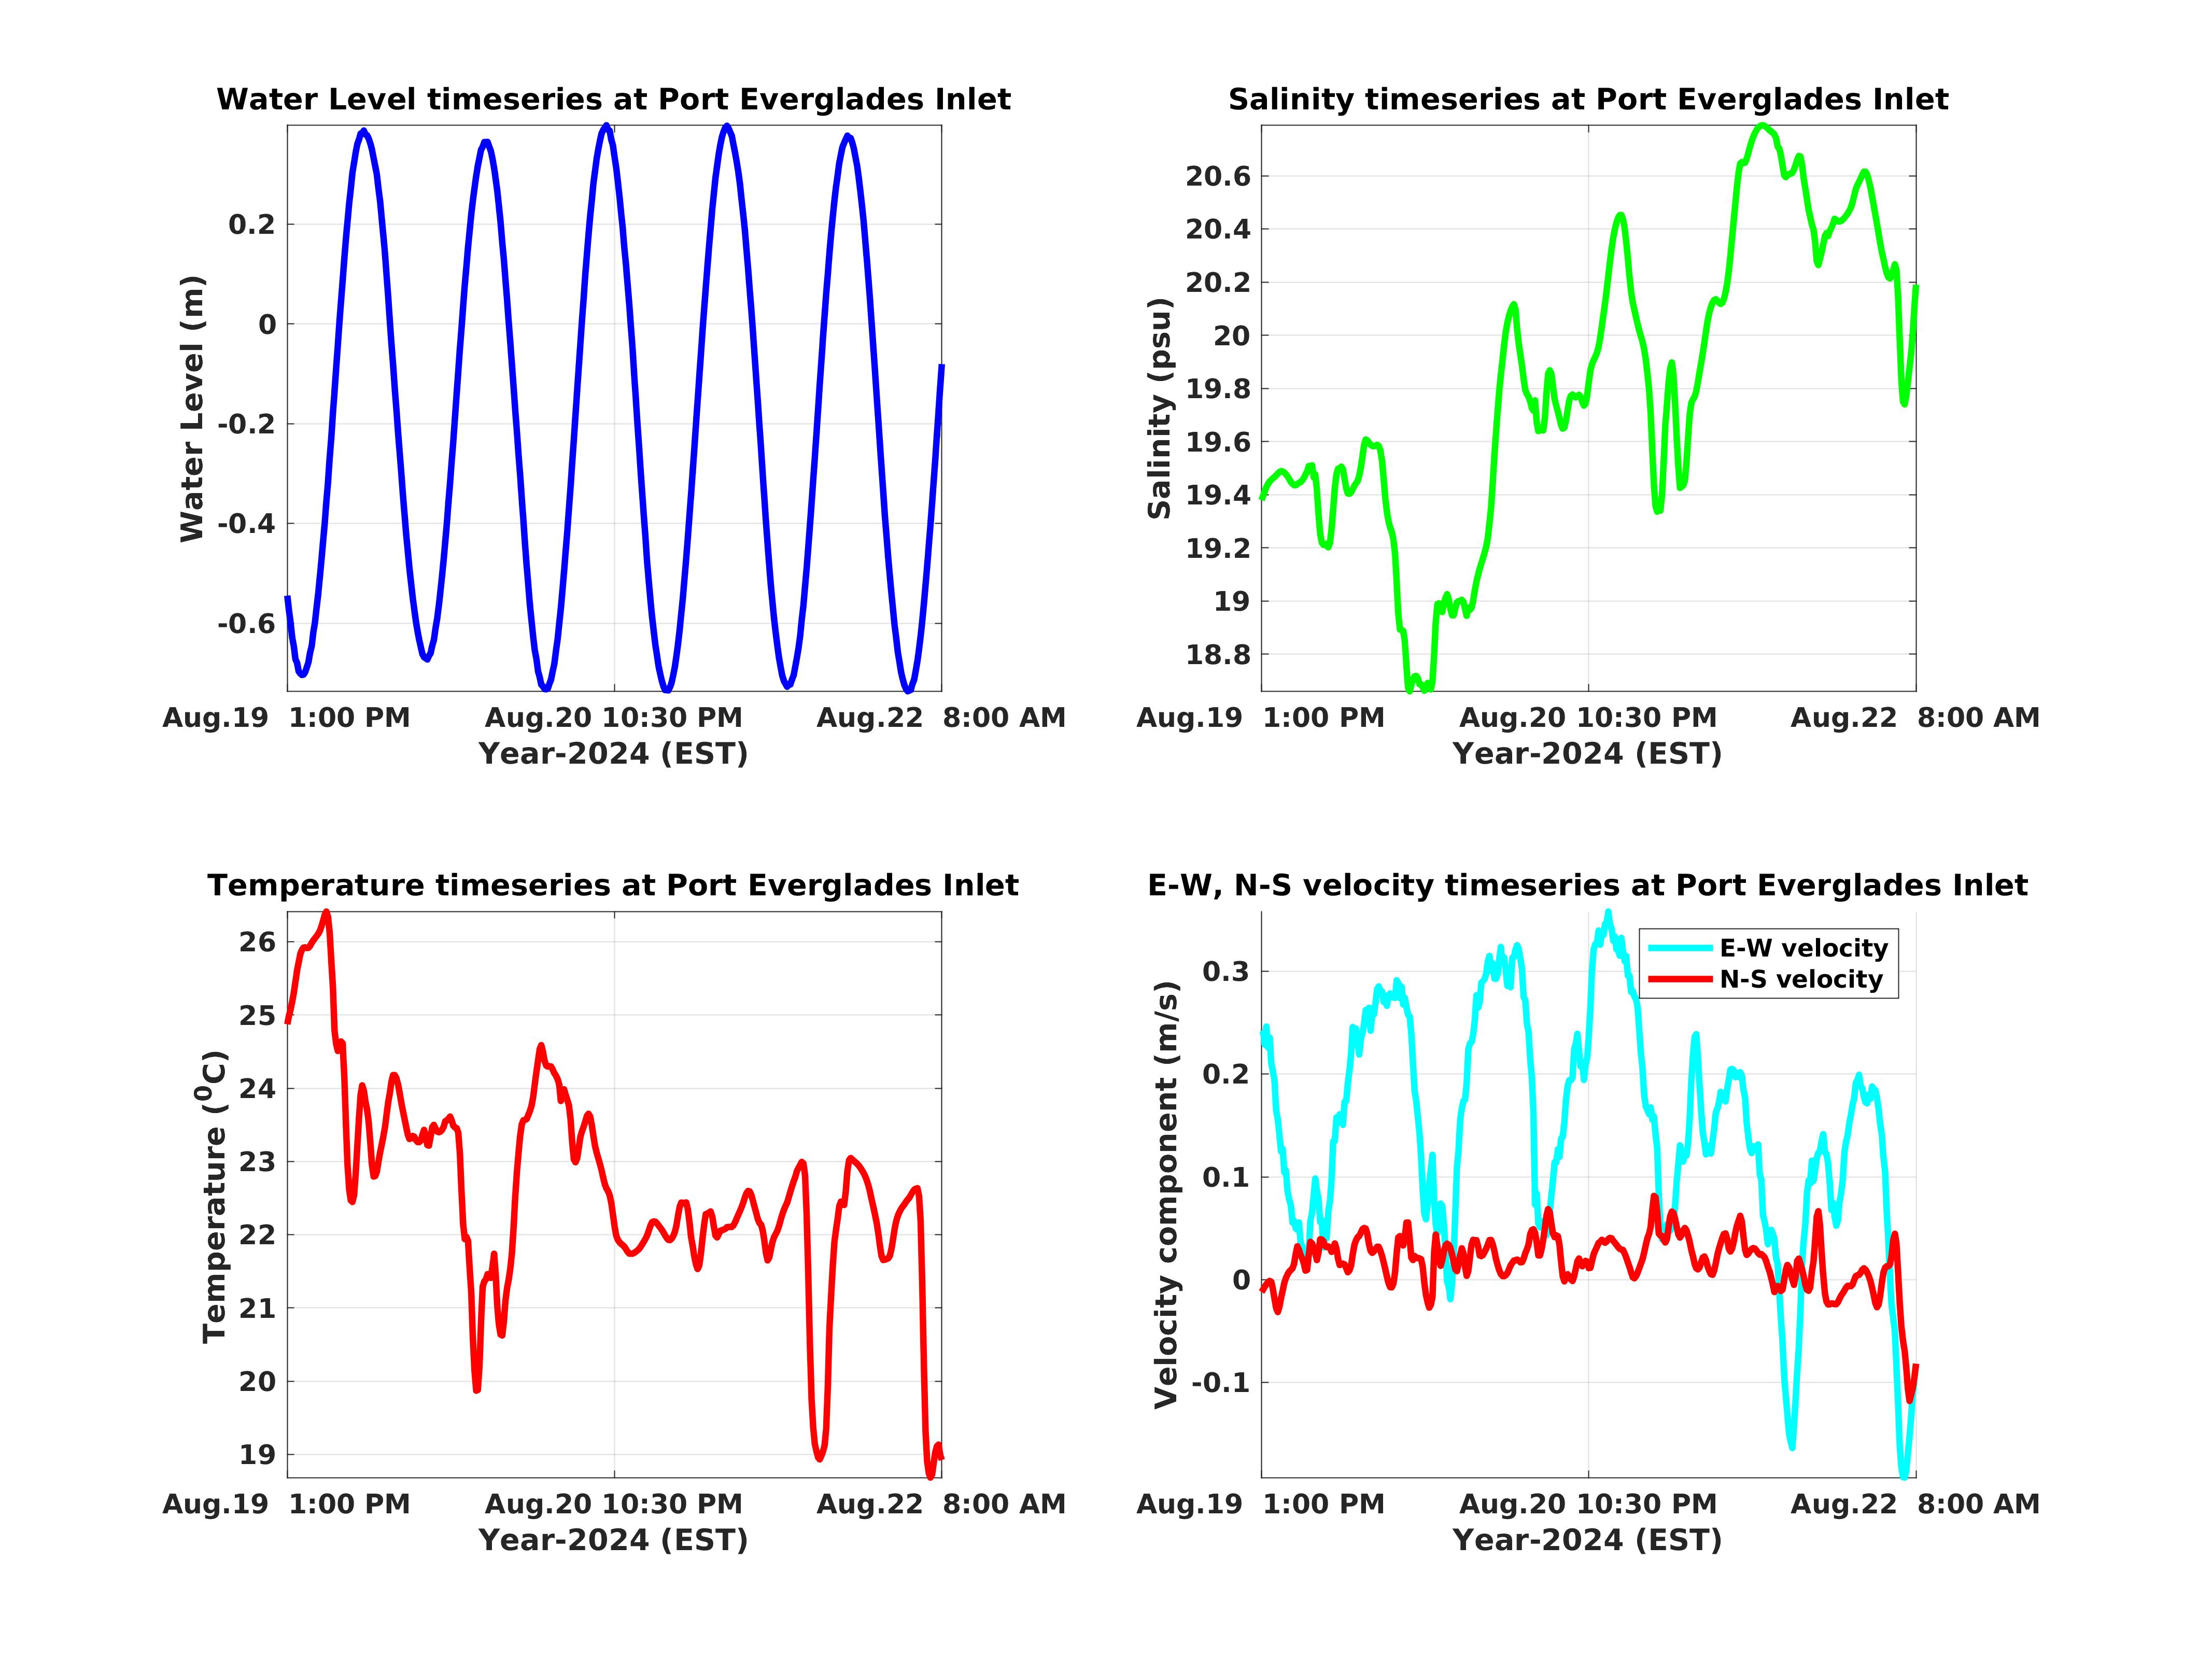 Water Level timeseries at Port Everglades Inlet
Water Level (m)
0.2
0
-0.2
-0.4
-0.6
Aug.19 1:00 PM
Aug.20 10:30 PM
Aug.22 8:00 AM
Year-2024 (EST)
Salinity timeseries at Port Everglades Inlet
Salinity (psu)
20.6
20.4
20.2
20
19.8
19.6
19.4
19.2
19
18.8
Aug.19 1:00 PM
Aug.20 10:30 PM
Aug.22 8:00 AM
Year-2024 (EST)
Temperature timeseries at Port Everglades Inlet
Temperature (⁰C)
26
25
24
23
22
21
20
19
Aug.19 1:00 PM
Aug.20 10:30 PM
Aug.22 8:00 AM
Year-2024 (EST)
E-W, N-S velocity timeseries at Port Everglades Inlet
Velocity component (m/s)
0.3
0.2
0.1
0
-0.1
E-W velocity
N-S velocity
Aug.19 1:00 PM
Aug.20 10:30 PM
Aug.22 8:00 AM
Year-2024 (EST)